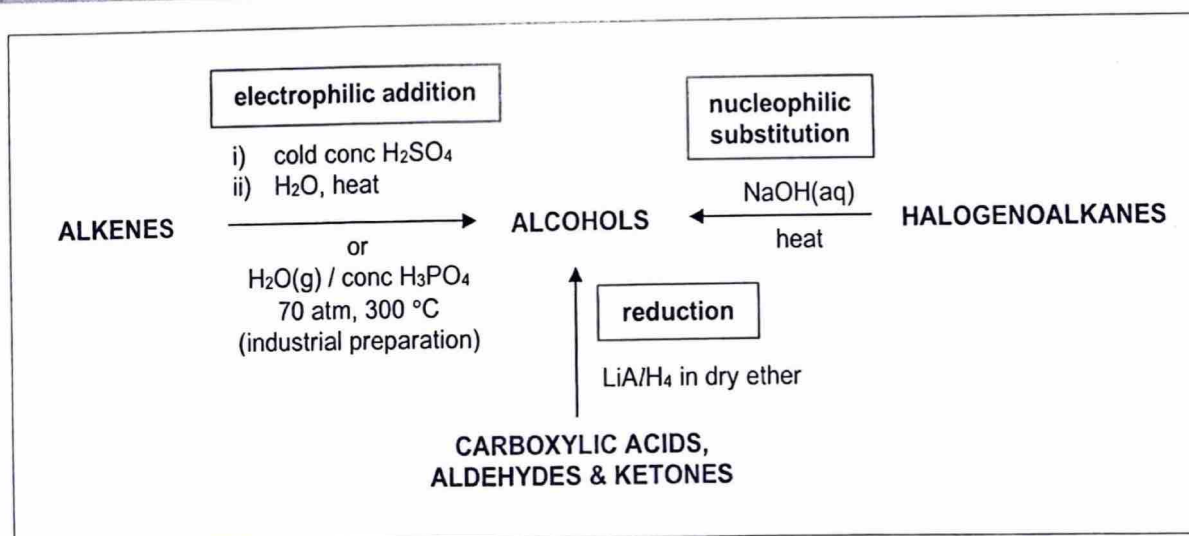 electrophilic addition
i) cold conc H₂SO₄
ii) H₂O, heat
ALKENES
or
H₂O(g) / conc H₃PO₄
70 atm, 300 °C
(industrial preparation)
ALCOHOLS
nucleophilic
substitution
NaOH(aq)
heat
HALOGENOALKANES
reduction
LiAlH₄ in dry ether
CARBOXYLIC ACIDS,
ALDEHYDES & KETONES